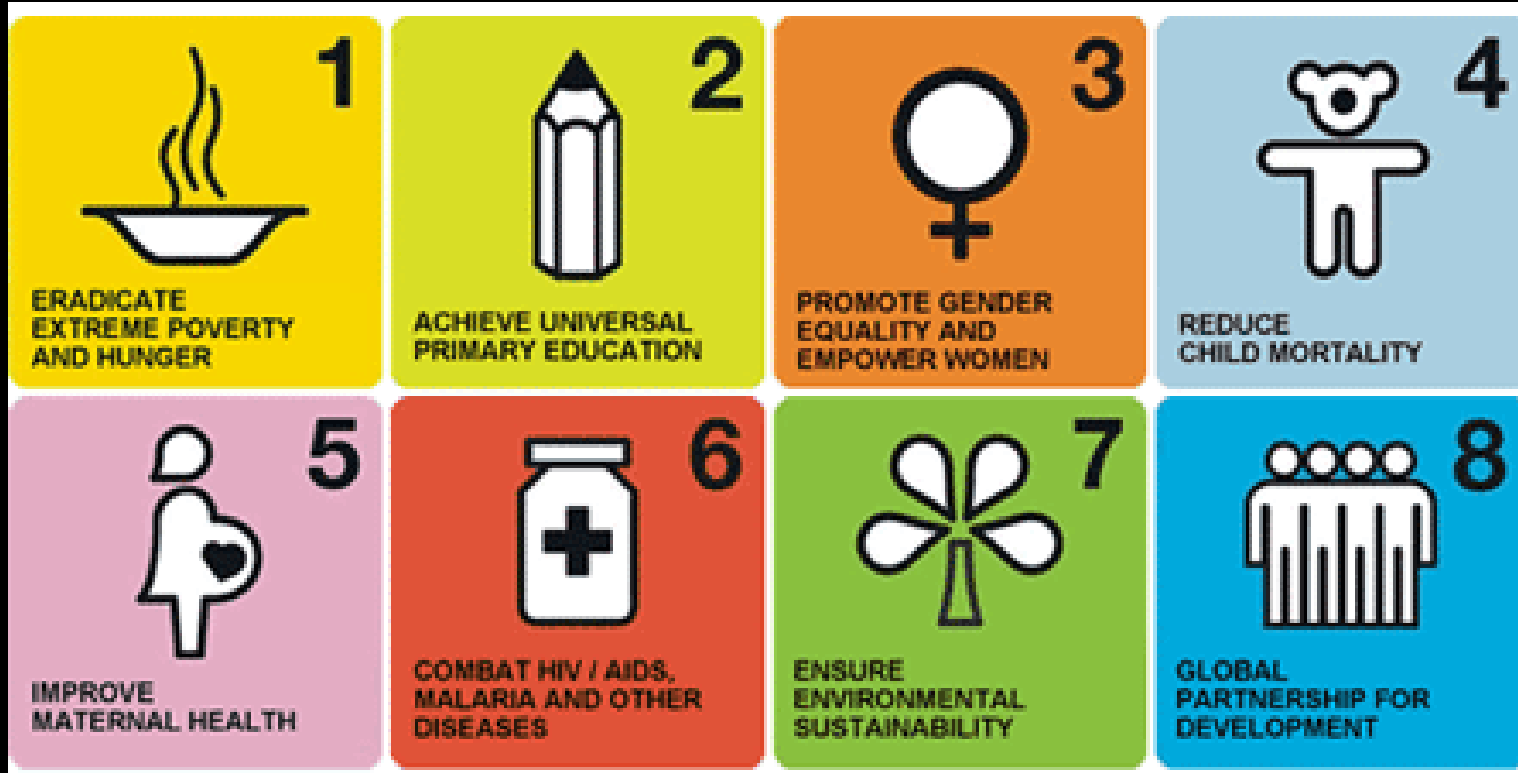 1
ERADICATE
EXTREME POVERTY
AND HUNGER
2
ACHIEVE UNIVERSAL
PRIMARY EDUCATION
3
PROMOTE GENDER
EQUALITY AND
EMPOWER WOMEN
4
REDUCE
CHILD MORTALITY
5
IMPROVE
MATERNAL HEALTH
6
COMBAT HIV / AIDS,
MALARIA AND OTHER
DISEASES
7
ENSURE
ENVIRONMENTAL
SUSTAINABILITY
8
GLOBAL
PARTNERSHIP FOR
DEVELOPMENT